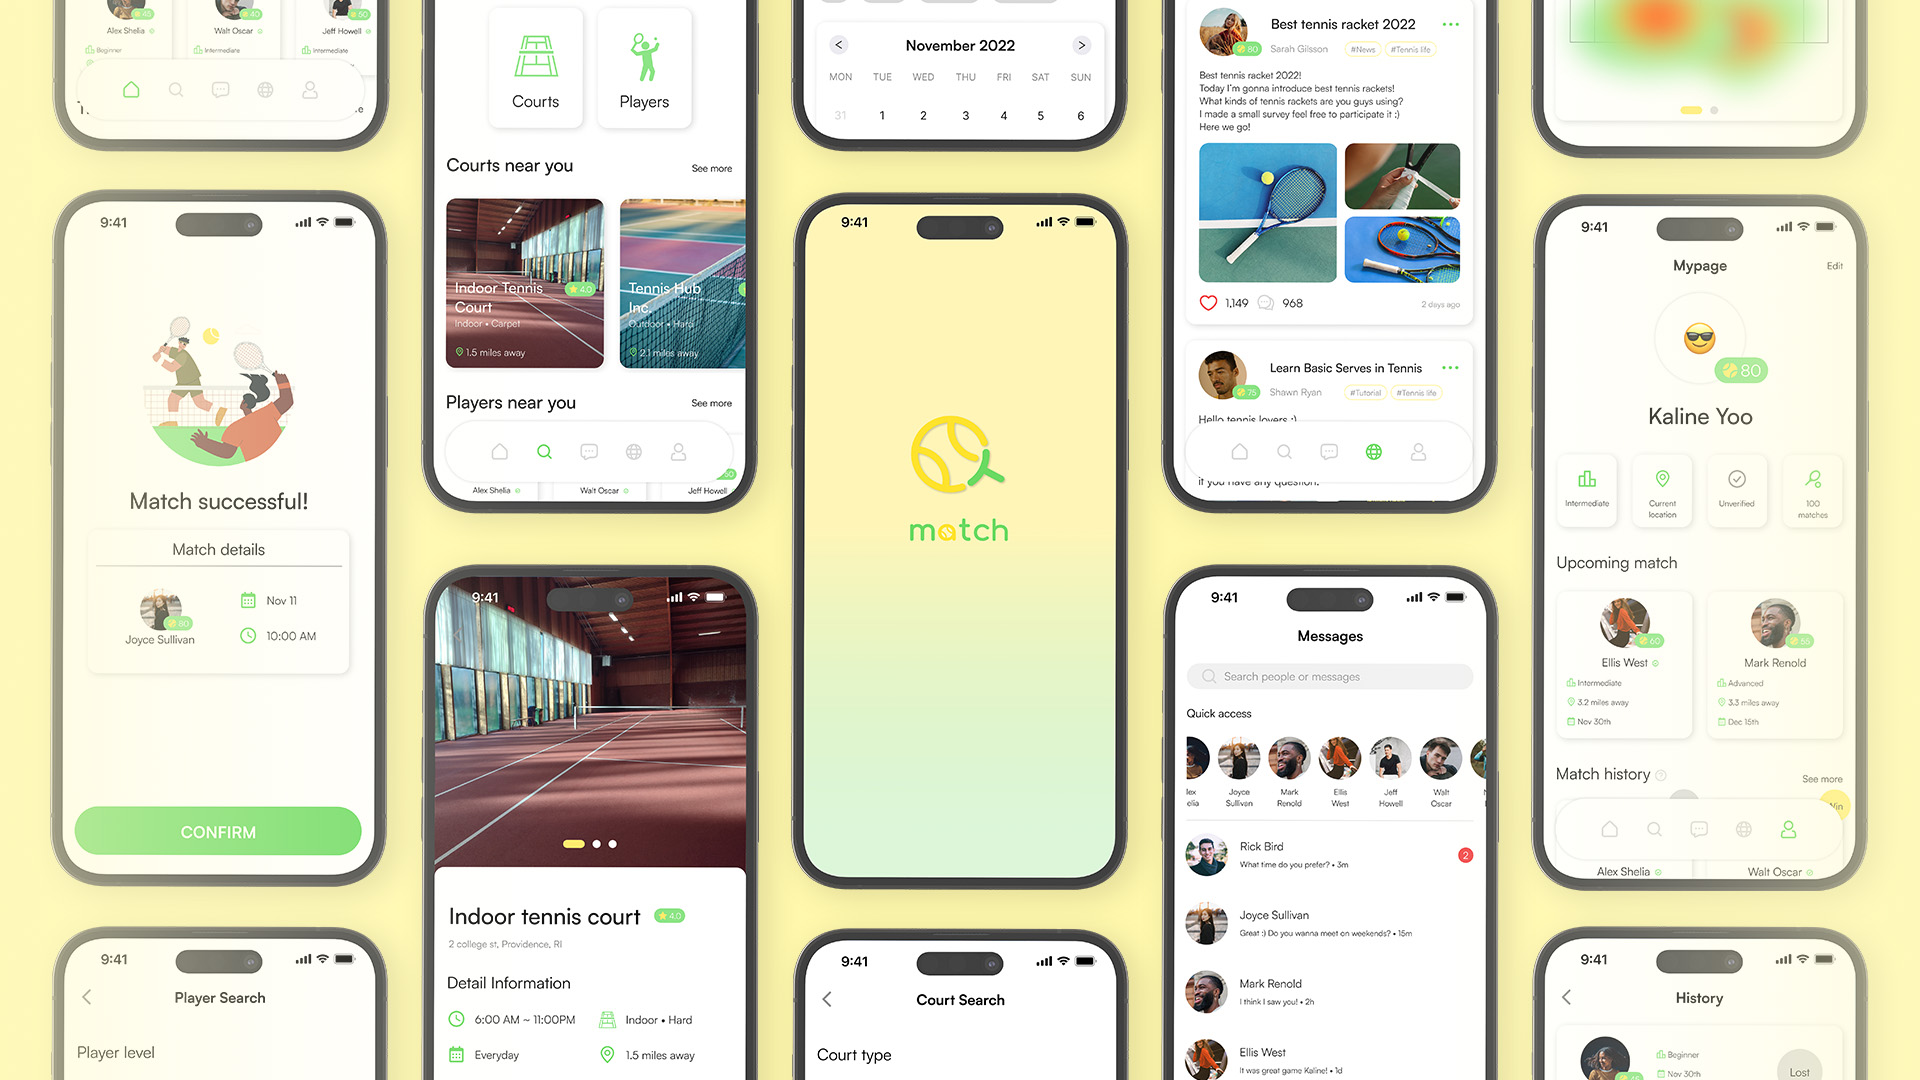 45
40
50
Alex Shelia
Walt Oscar
Jeff Howell
Beginner
Intermediate
Intermediate
9:41
Match successful!
Match details
80
Joyce Sullivan
Nov 11
10:00 AM
CONFIRM
9:41
Player Search
Player level
Courts
Players
Courts near you
See more
Indoor Tennis
Court
4.0
Indoor • Carpet
1.5 miles away
Tennis Hub
Inc.
Outdoor • Hard
2.1 miles away
Players near you
See more
Alex Shelia
Walt Oscar
Jeff Howell
9:41
Indoor tennis court
4.0
2 college st, Providence, RI
Detail Information
6:00 AM ~ 11:00PM
Indoor • Hard
Everyday
1.5 miles away
<
November 2022
>
MON TUE WED THU FRI SAT SUN
31 1 2 3 4 5 6
9:41
match
9:41
Court Search
Court type
Best tennis racket 2022
80
Sarah Gilsson
#News
#Tennis life
Best tennis racket 2022!
Today I'm gonna introduce best tennis rackets!
What kinds of tennis rackets are you guys using?
I made a small survey feel free to participate it :)
Here we go!
1,149
968
2 days ago
Learn Basic Serves in Tennis
75
Shawn Ryan
#Tutorial
#Tennis life
Hello tennis lovers :)
if you have any question.
9:41
Messages
Search people or messages
Quick access
lex
elia
Joyce
Sullivan
Mark
Renold
Ellis
West
Jeff
Howell
Walt
Oscar
Rick Bird
What time do you prefer? • 3m
2
Joyce Sullivan
Great :) Do you wanna meet on weekends? • 15m
Mark Renold
I think I saw you! • 2h
Ellis West
It was great game Kaline! • 1d
9:41
Mypage
Edit
80
Kaline Yoo
Intermediate
Current
location
Unverified
100
matches
Upcoming match
60
Ellis West
Intermediate
3.2 miles away
Nov 30th
85
Mark Renold
Advanced
3.3 miles away
Dec 15th
Match history
See more
Win
Alex Shelia
Walt Oscar
9:41
History
Beginner
Nov 30th
Lost